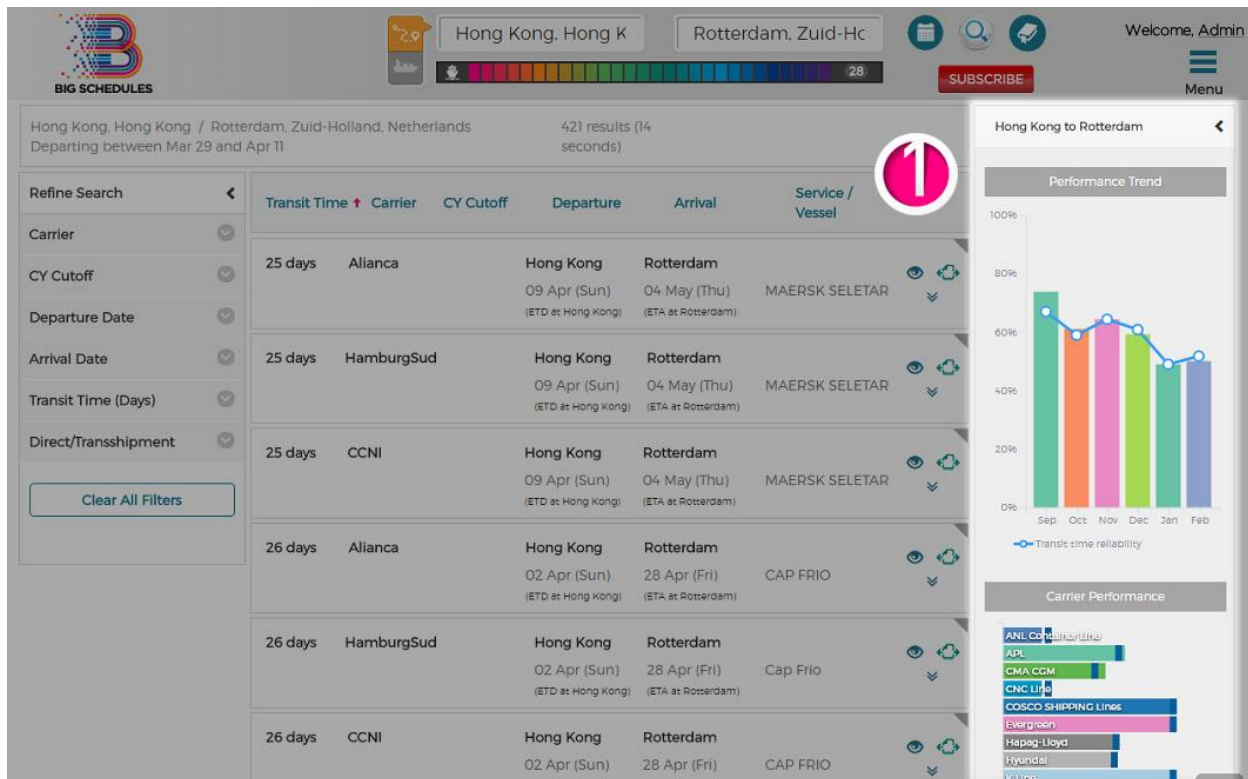 BIG SCHEDULES
Hong Kong, Hong K
Rotterdam, Zuid-Hc
28
SUBSCRIBE
Welcome, Admin
Menu
Hong Kong, Hong Kong / Rotterdam, Zuid-Holland, Netherlands
Departing between Mar 29 and Apr 11
421 results (14
seconds)
Refine Search
Carrier
CY Cutoff
Departure Date
Arrival Date
Transit Time (Days)
Direct/Transshipment
Clear All Filters
Transit Time Carrier CY Cutoff Departure Arrival Service /
Vessel
25 days Alianca Hong Kong Rotterdam
09 Apr (Sun) 04 May (Thu) MAERSK SELETAR
(ETD at Hong Kong) (ETA at Rotterdam)
25 days HamburgSud Hong Kong Rotterdam
09 Apr (Sun) 04 May (Thu) MAERSK SELETAR
(ETD at Hong Kong) (ETA at Rotterdam)
25 days CCNI Hong Kong Rotterdam
09 Apr (Sun) 04 May (Thu) MAERSK SELETAR
(ETD at Hong Kong) (ETA at Rotterdam)
26 days Alianca Hong Kong Rotterdam
02 Apr (Sun) 28 Apr (Fri) CAP FRIO
(ETD at Hong Kong) (ETA at Rotterdam)
26 days HamburgSud Hong Kong Rotterdam
02 Apr (Sun) 28 Apr (Fri) Cap Frio
(ETD at Hong Kong) (ETA at Rotterdam)
26 days CCNI Hong Kong Rotterdam
02 Apr (Sun) 28 Apr (Fri) CAP FRIO
1
Hong Kong to Rotterdam
Performance Trend
100%
80%
60%
40%
20%
0%
Sep Oct Nov Dec Jan Feb
Transit time reliability
Carrier Performance
ANL Container Line
APL
CMA CGM
CNC Line
COSCO SHIPPING Lines
Evergreen
Hapag-Lloyd
Hyundai
K Line